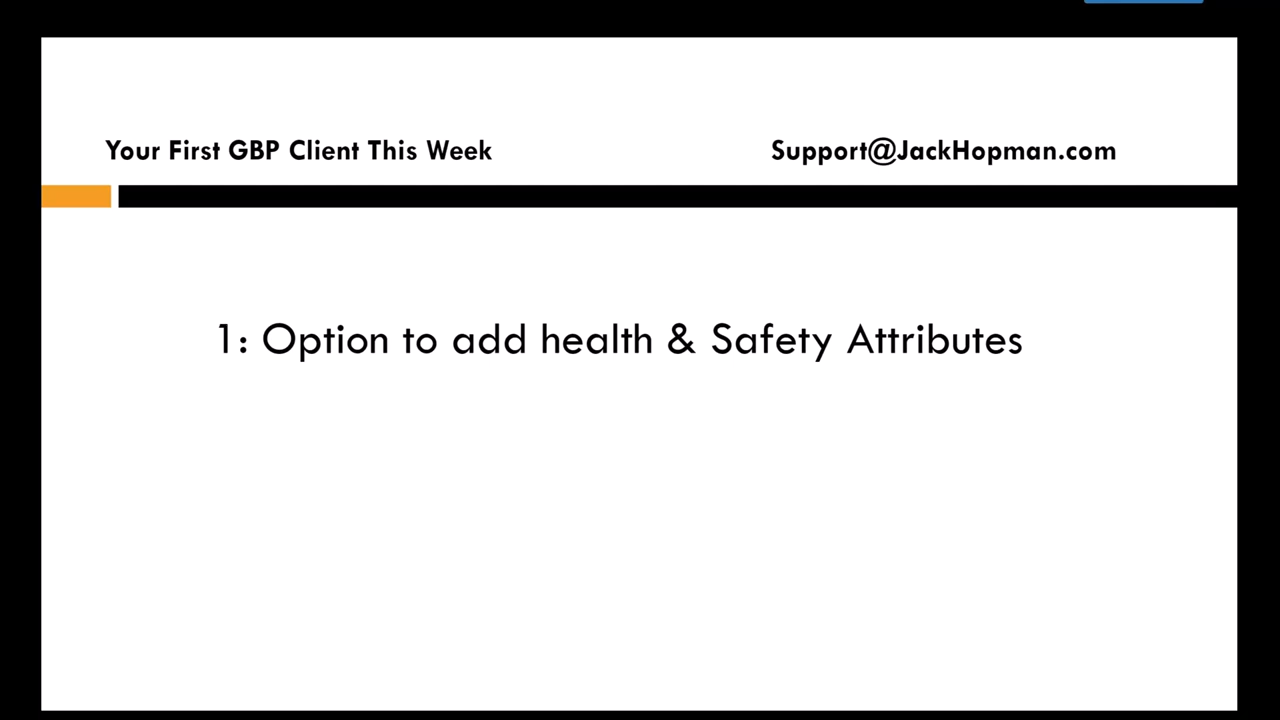 Your First GBP Client This Week
Support@JackHopman.com
1: Option to add health & Safety Attributes